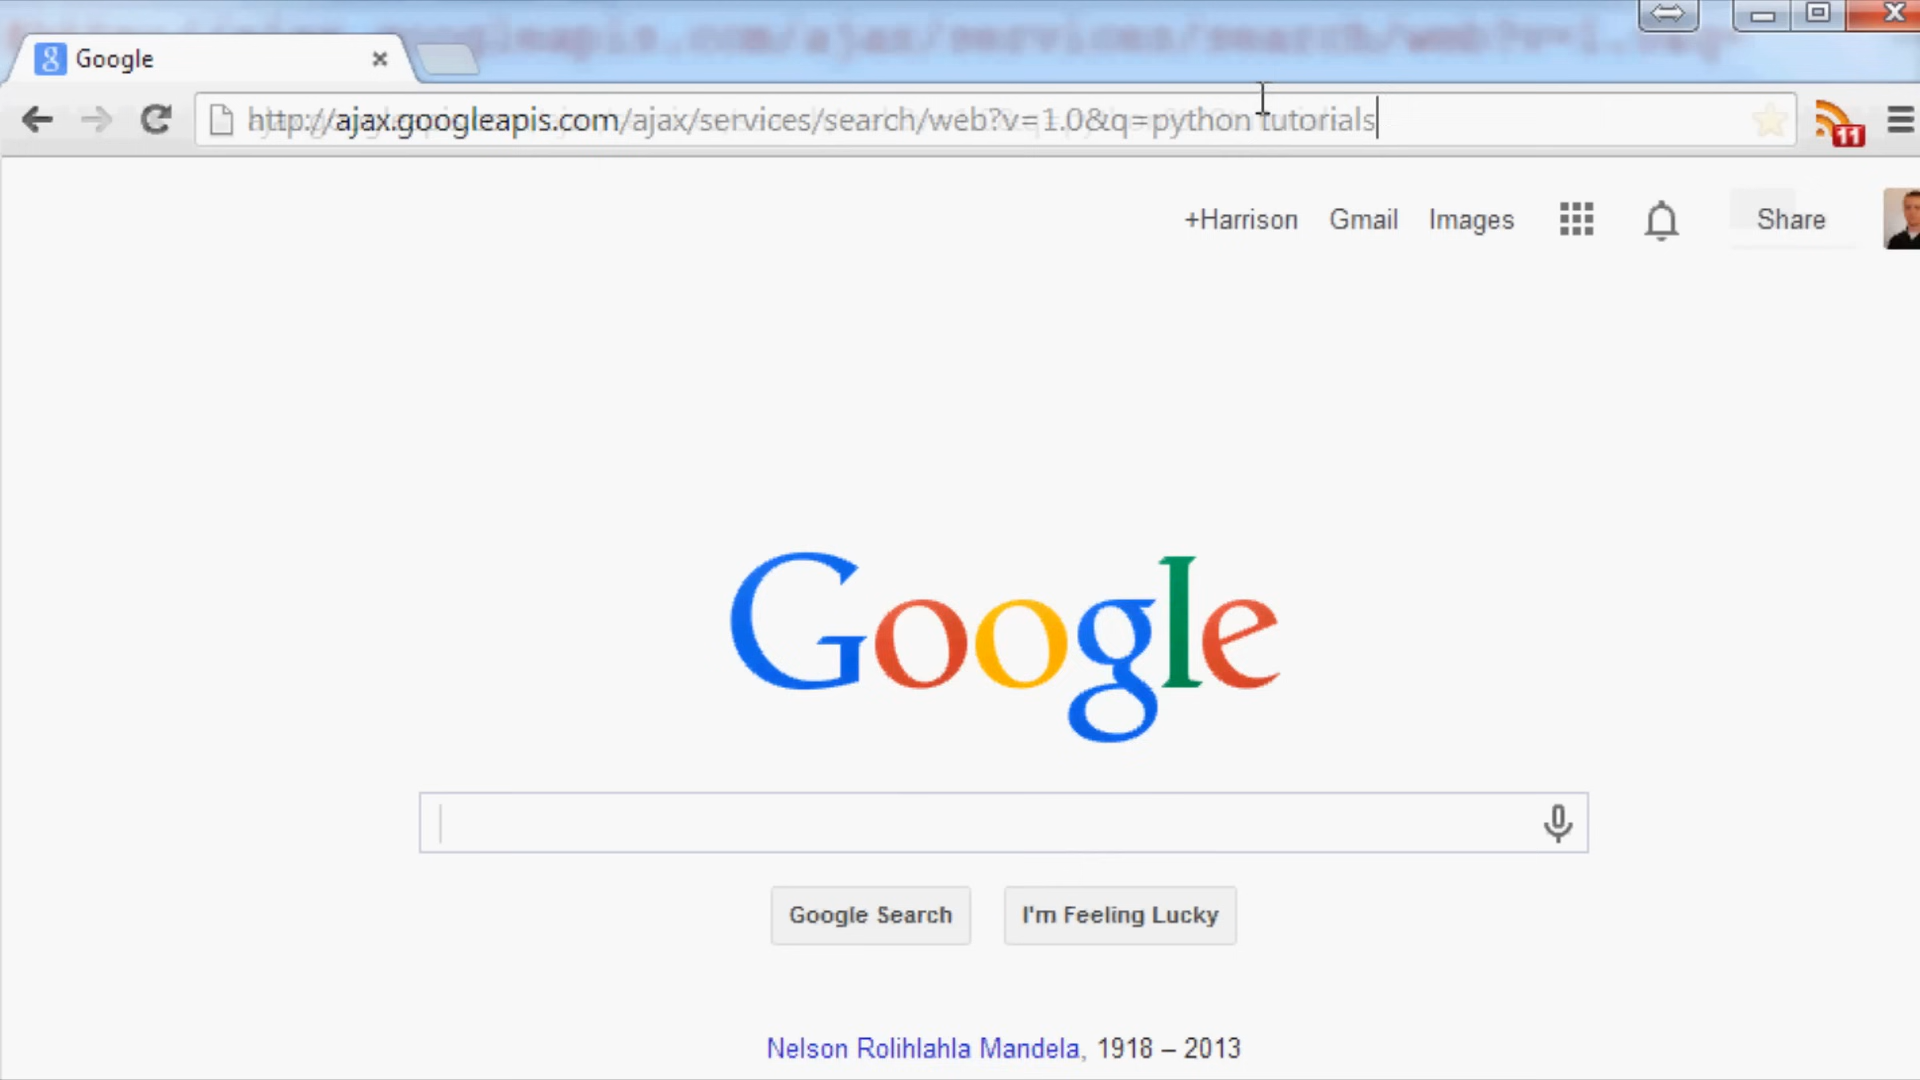 Google
http://ajax.googleapis.com/ajax/services/search/web?v=1.0&q=python tutorials
11
+Harrison Gmail Images Share
Google
Google Search I'm Feeling Lucky
Nelson Rolihlahla Mandela, 1918 – 2013